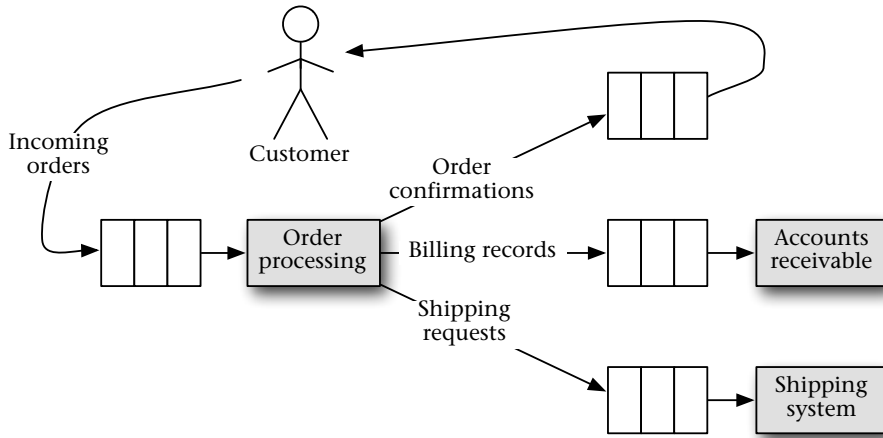 Customer
Incoming
orders
Order
confirmations
Order
processing
Billing records
Accounts
receivable
Shipping
requests
Shipping
system